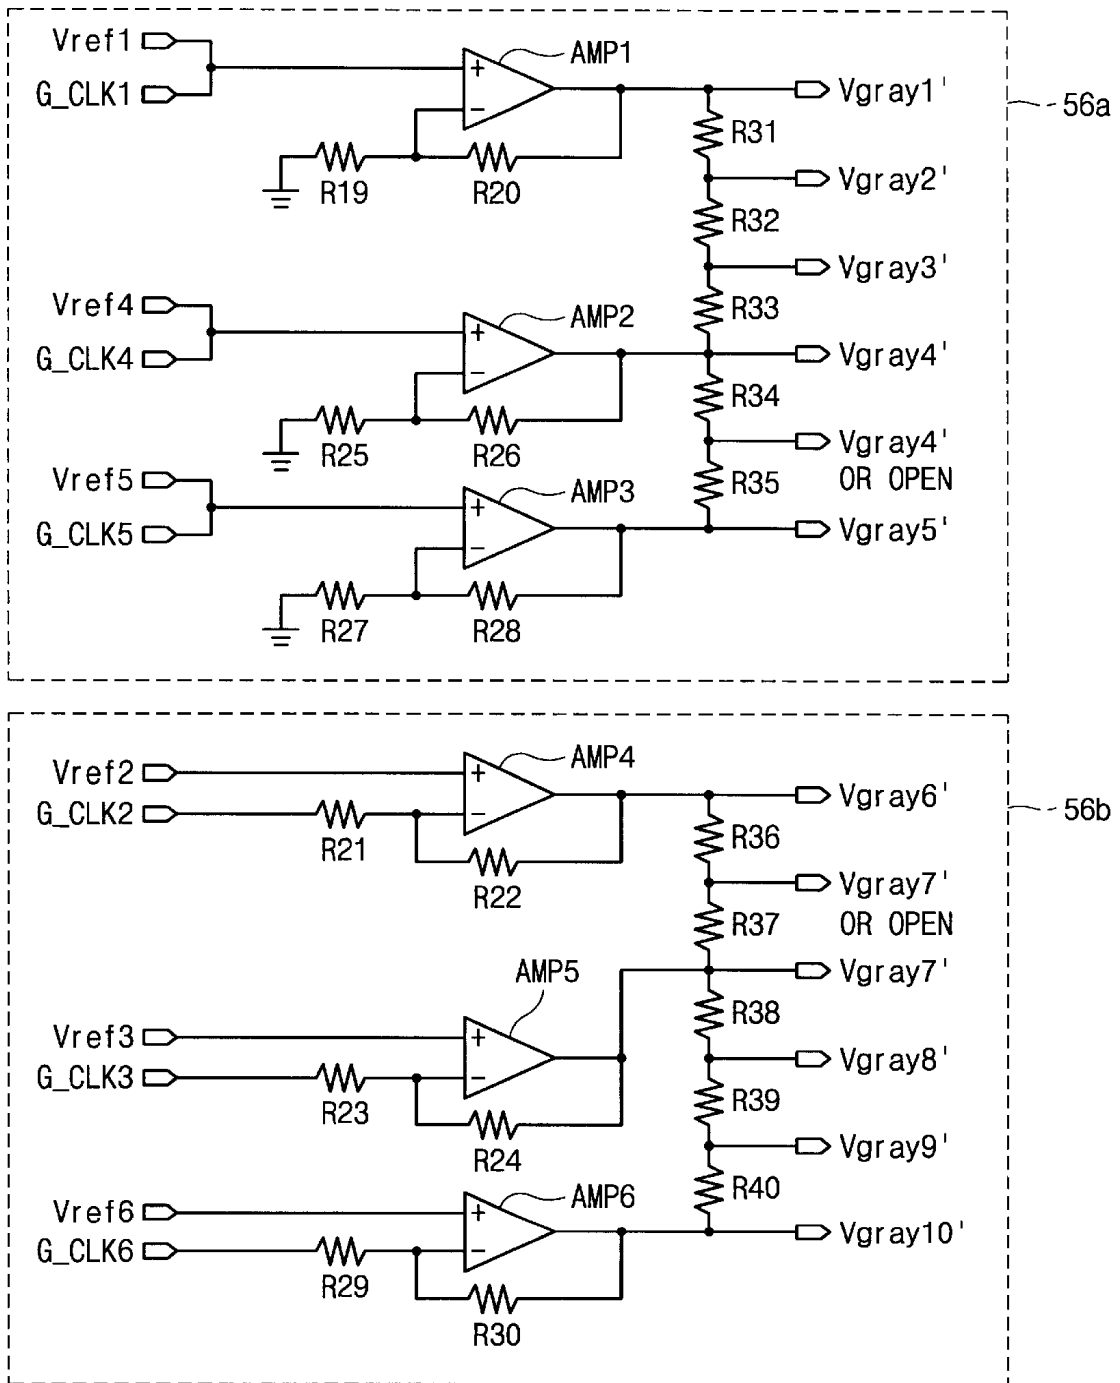 Vref1
AMP1
G_CLK1
Vgray1'
56a
R31
R19
R20
Vgray2'
R32
Vgray3'
Vref4
AMP2
R33
G_CLK4
Vgray4'
R34
R25
R26
Vgray4'
OR OPEN
Vref5
AMP3
R35
G_CLK5
Vgray5'
R27
R28
Vref2
AMP4
G_CLK2
Vgray6'
56b
R21
R36
R22
Vgray7'
OR OPEN
R37
AMP5
Vgray7'
R38
Vref3
G_CLK3
Vgray8'
R23
R39
R24
Vgray9'
AMP6
R40
Vref6
G_CLK6
Vgray10'
R29
R30